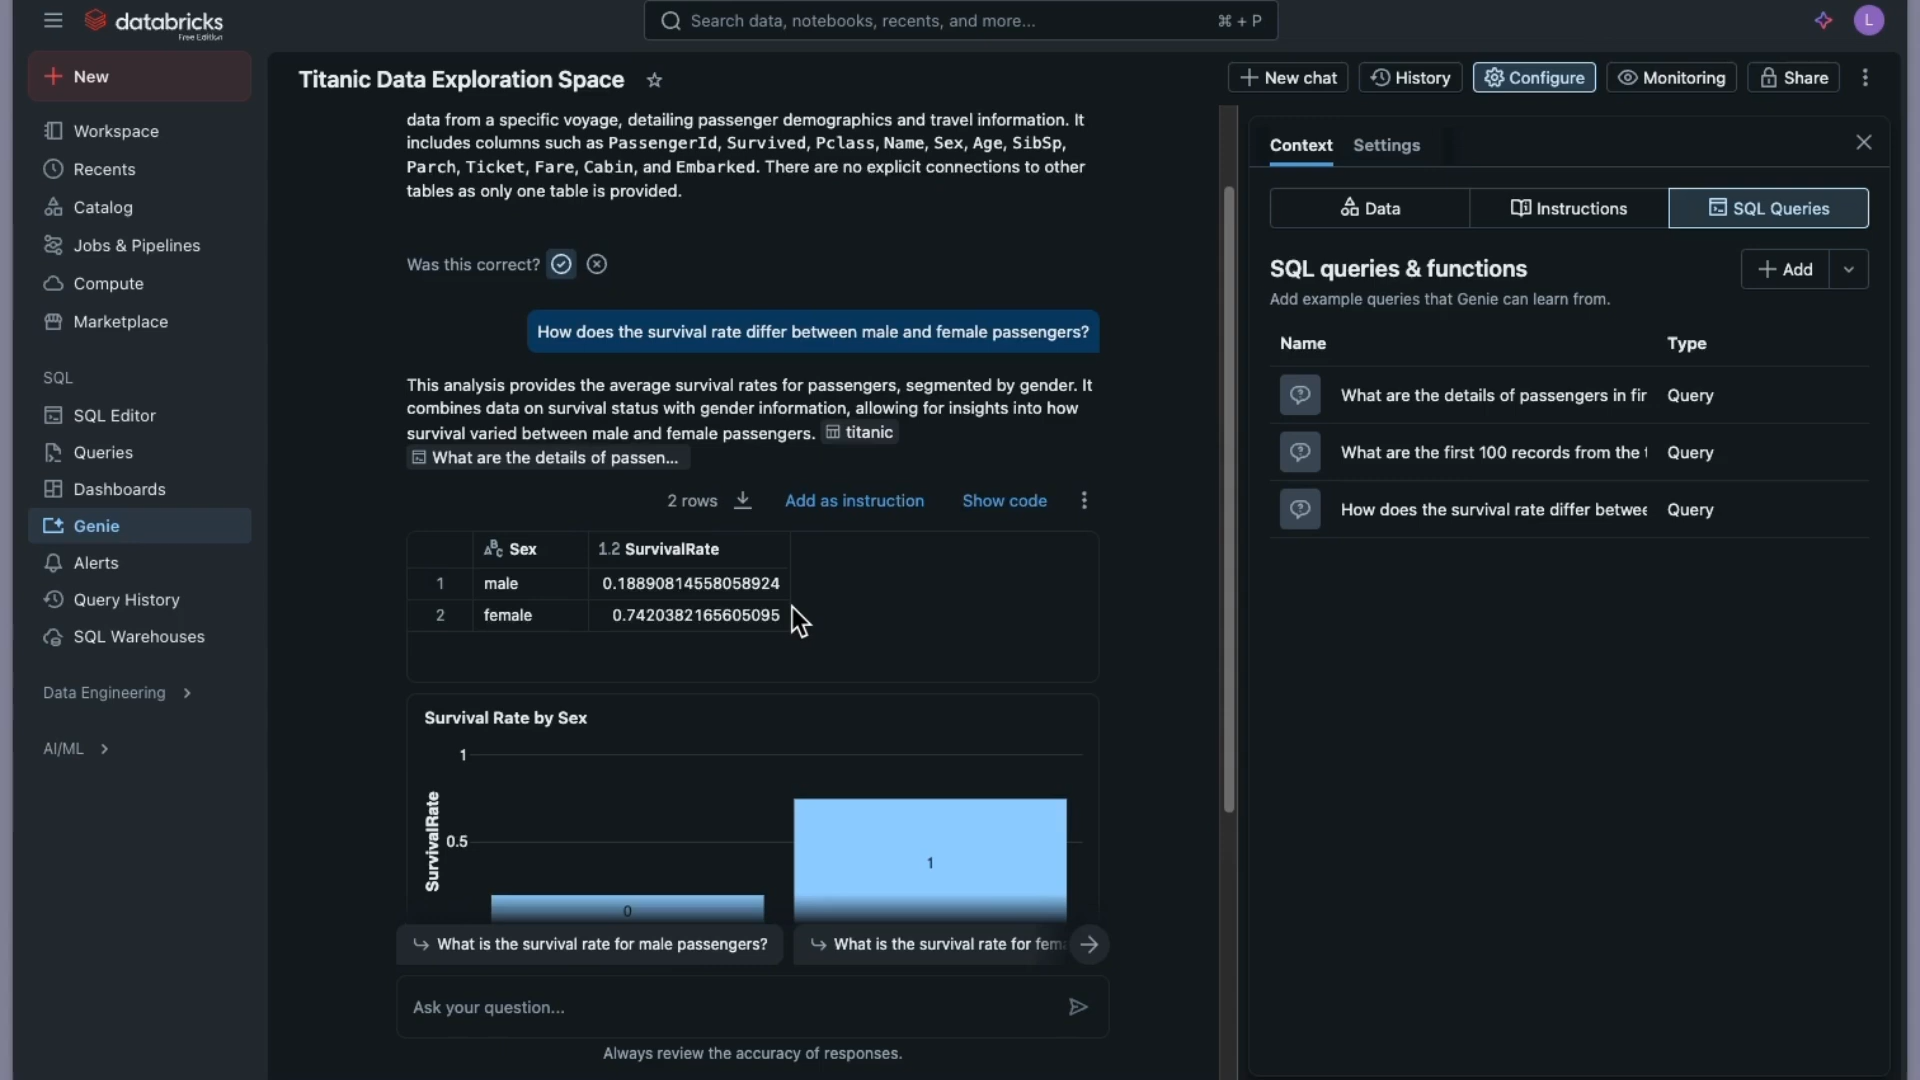 databricks
Free Edition
Search data, notebooks, recents, and more...
⌘ + P
L
New
Workspace
Recents
Catalog
Jobs & Pipelines
Compute
Marketplace
SQL
SQL Editor
Queries
Dashboards
Genie
Alerts
Query History
SQL Warehouses
Data Engineering
AI/ML
Titanic Data Exploration Space
New chat
History
Configure
Monitoring
Share
data from a specific voyage, detailing passenger demographics and travel information. It
includes columns such as PassengerId, Survived, Pclass, Name, Sex, Age, SibSp,
Parch, Ticket, Fare, Cabin, and Embarked. There are no explicit connections to other
tables as only one table is provided.
Was this correct?
How does the survival rate differ between male and female passengers?
This analysis provides the average survival rates for passengers, segmented by gender. It
combines data on survival status with gender information, allowing for insights into how
survival varied between male and female passengers. titanic
What are the details of passen...
2 rows
Add as instruction
Show code
ABC Sex
1.2 SurvivalRate
1 male 0.18890814558058924
2 female 0.7420382165605095
Survival Rate by Sex
1
SurvivalRate
0.5
1
0
What is the survival rate for male passengers?
What is the survival rate for fem
Ask your question...
Always review the accuracy of responses.
Context
Settings
Data
Instructions
SQL Queries
SQL queries & functions
Add
Add example queries that Genie can learn from.
Name
Type
What are the details of passengers in fir
Query
What are the first 100 records from the t
Query
How does the survival rate differ betwee
Query